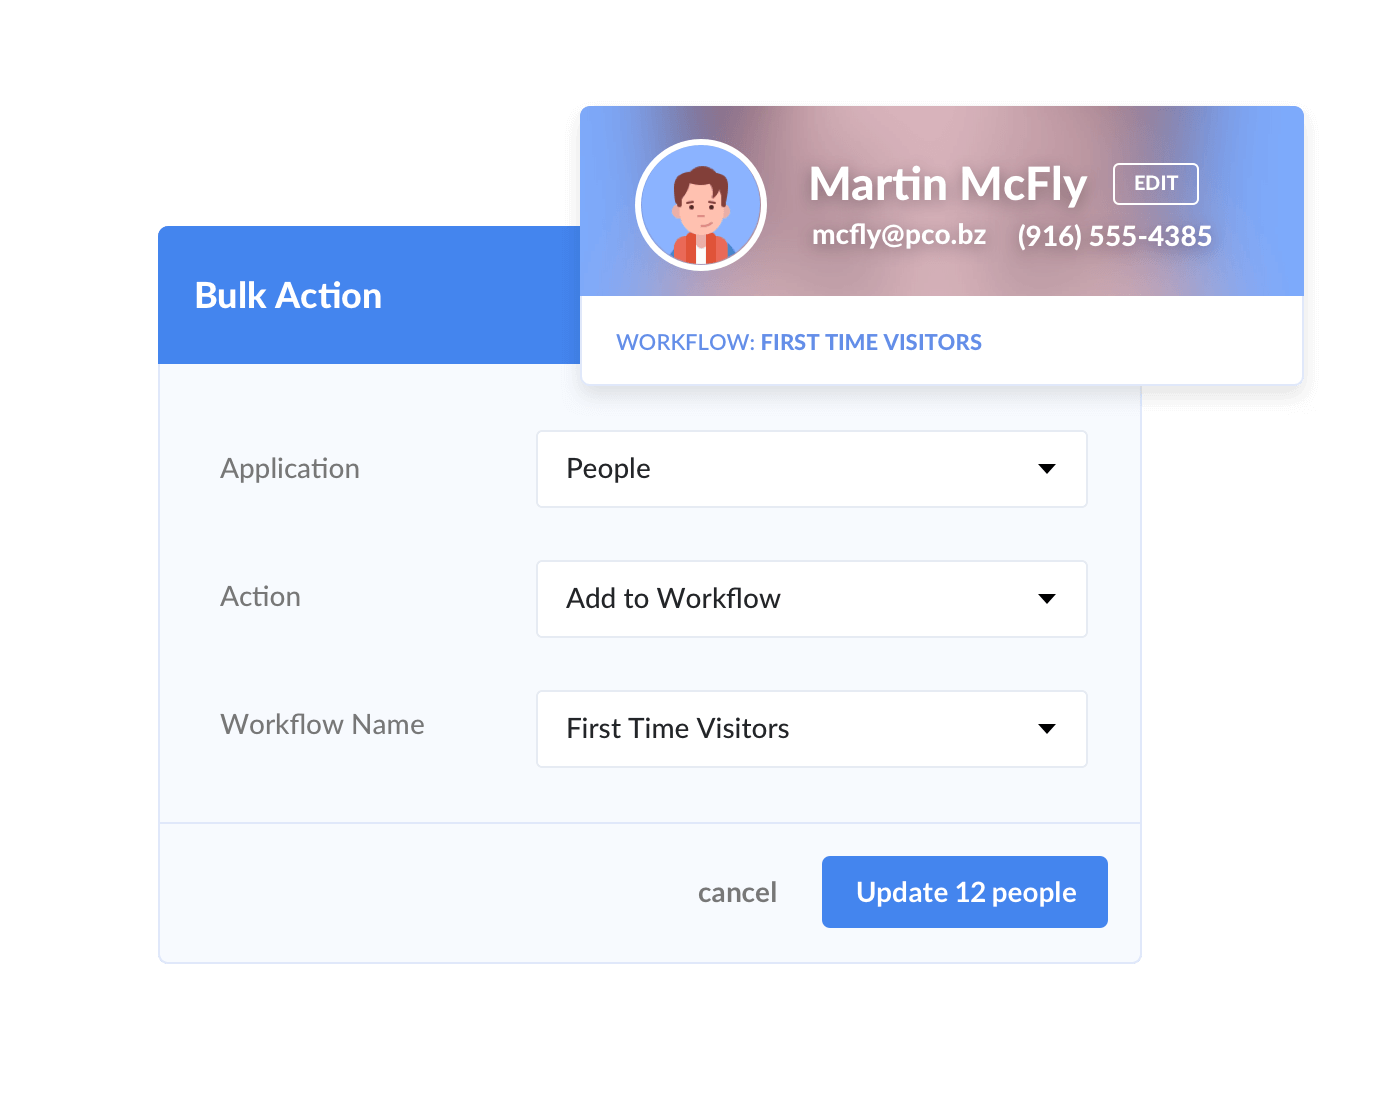 Martin McFly
EDIT
mcfly@pco.bz (916) 555-4385
WORKFLOW: FIRST TIME VISITORS
Bulk Action
Application People
Action Add to Workflow
Workflow Name First Time Visitors
cancel Update 12 people